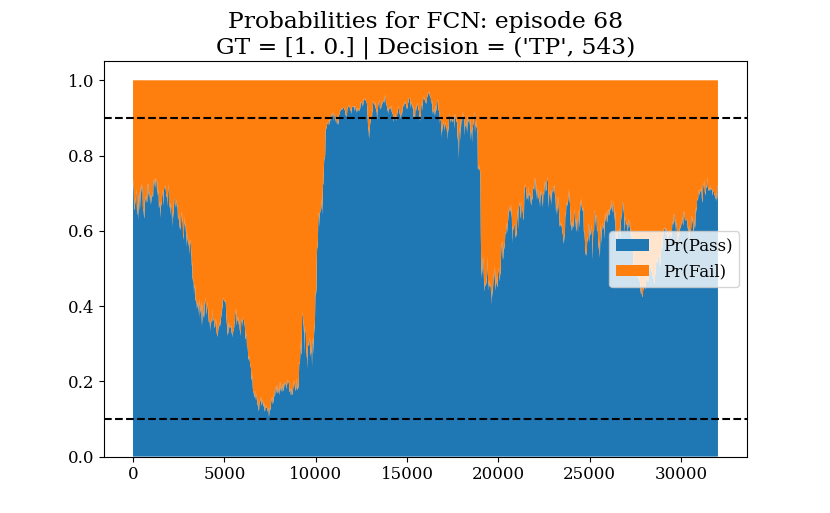 Probabilities for FCN: episode 68
GT = [1. 0.] | Decision = ('TP', 543)
1.0
0.8
0.6
0.4
0.2
0.0
Pr(Pass)
Pr(Fail)
0 5000 10000 15000 20000 25000 30000